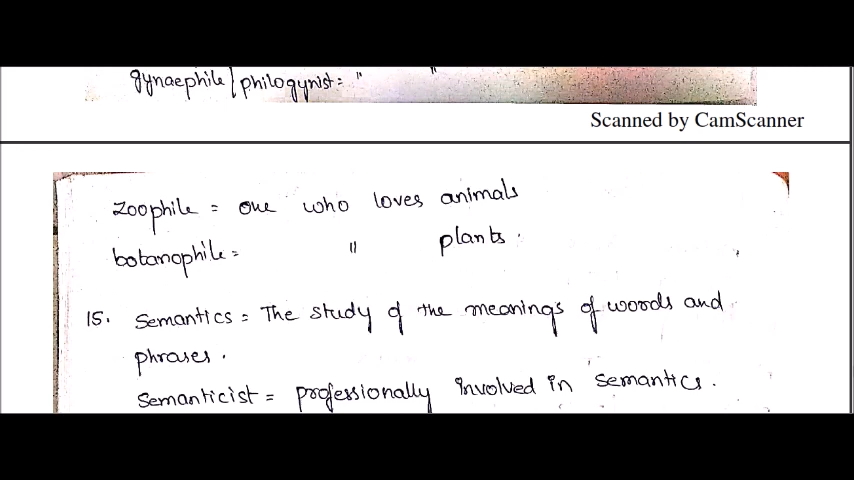 gynaephile/philogynist = " "
Scanned by CamScanner
zoophile = one who loves animals
botanophile = " plants.
15. Semantics = The study of the meanings of words and
phrases.
Semanticist = professionally involved in semantics.